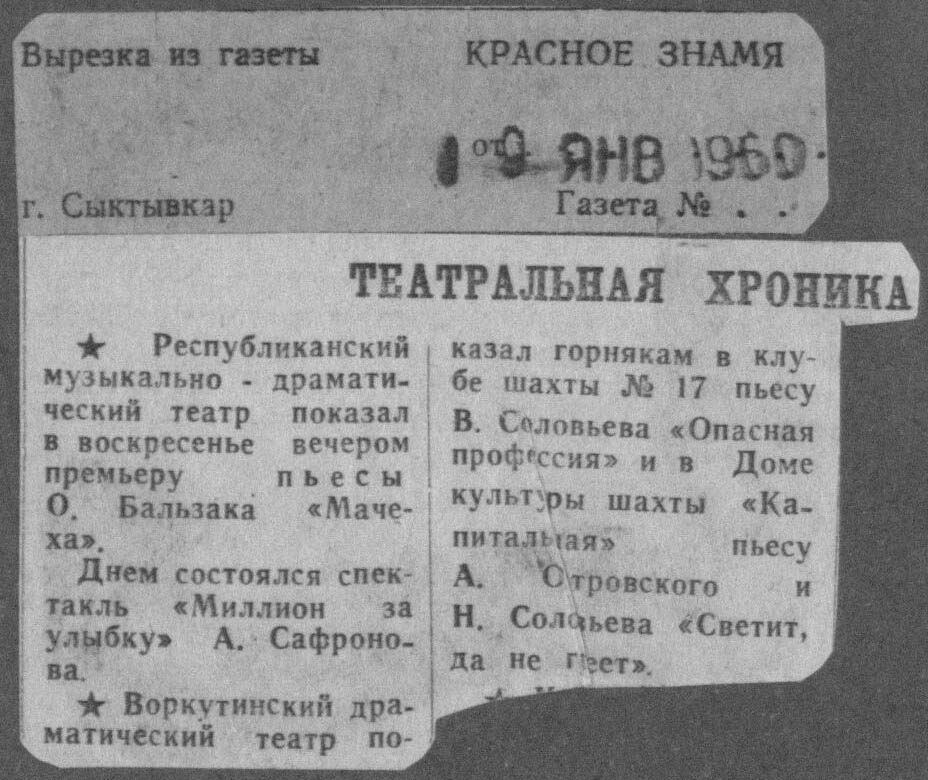 Вырезка из газеты
КРАСНОЕ ЗНАМЯ
от 9 ЯНВ 1960
г. Сыктывкар
Газета № . .
ТЕАТРАЛЬНАЯ ХРОНИКА
★ Республиканский
музыкально - драмати-
ческий театр показал
в воскресенье вечером
премьеру пьесы
О. Бальзака «Маче-
ха».
Днем состоялся спек-
такль «Миллион за
улыбку» А. Сафроно-
ва.
★ Воркутинский дра-
матический театр по-
казал горнякам в клу-
бе шахты № 17 пьесу
В. Соловьева «Опасная
профессия» и в Доме
культуры шахты «Ка-
питальная» пьесу
А. Островского и
Н. Соловьева «Светит,
да не греет».